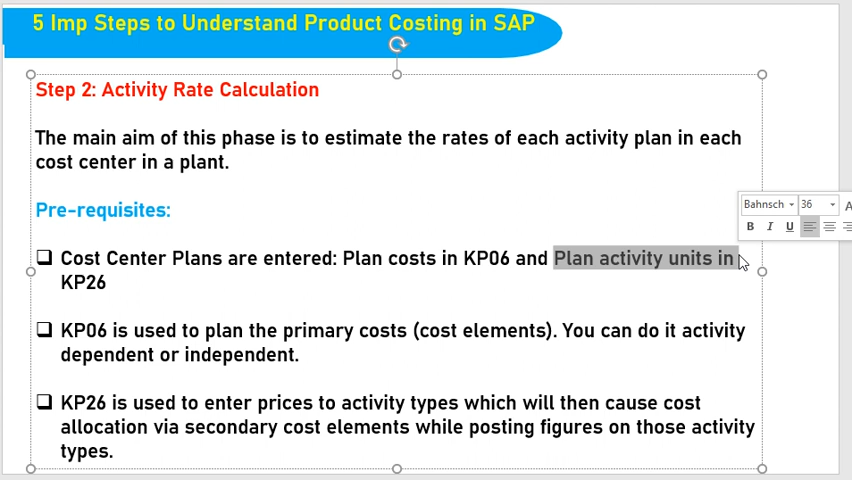 5 Imp Steps to Understand Product Costing in SAP
Step 2: Activity Rate Calculation
The main aim of this phase is to estimate the rates of each activity plan in each
cost center in a plant.
Pre-requisites:
Bahnsch 36 A
B I U
Cost Center Plans are entered: Plan costs in KP06 and Plan activity units in
KP26
KP06 is used to plan the primary costs (cost elements). You can do it activity
dependent or independent.
KP26 is used to enter prices to activity types which will then cause cost
allocation via secondary cost elements while posting figures on those activity
types.